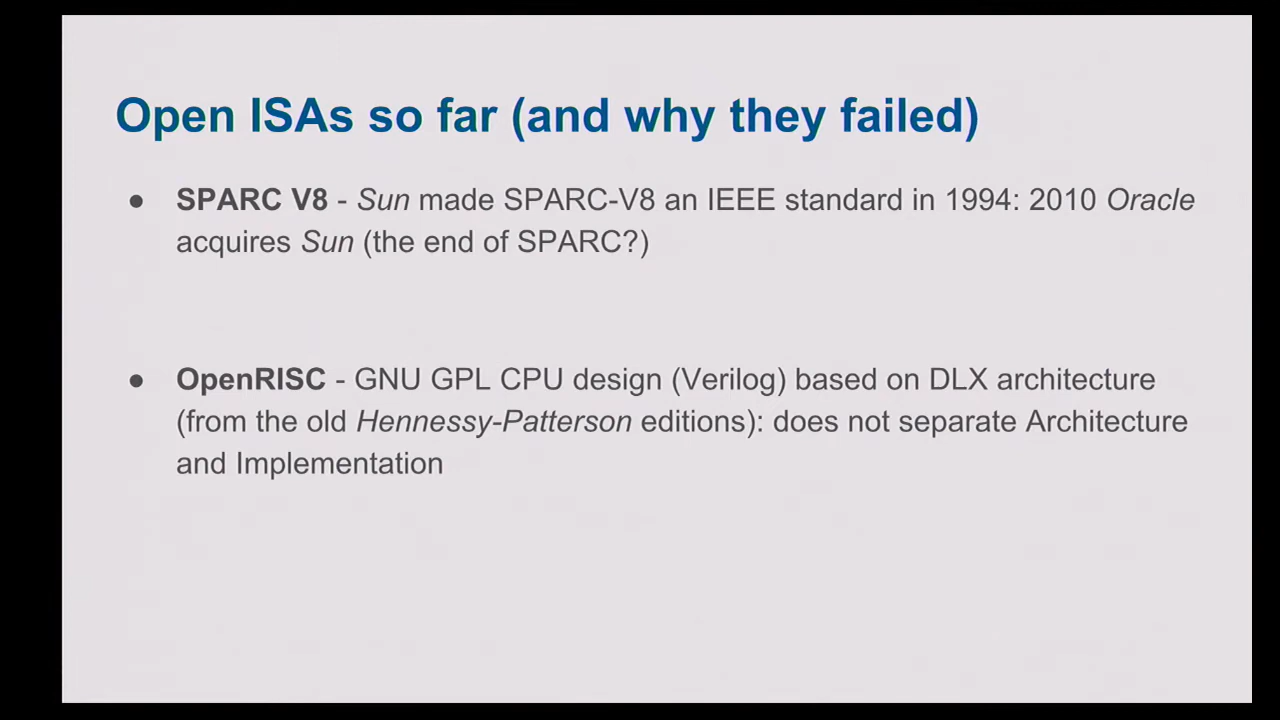 Open ISAs so far (and why they failed)
● SPARC V8 - Sun made SPARC-V8 an IEEE standard in 1994: 2010 Oracle
acquires Sun (the end of SPARC?)
● OpenRISC - GNU GPL CPU design (Verilog) based on DLX architecture
(from the old Hennessy-Patterson editions): does not separate Architecture
and Implementation